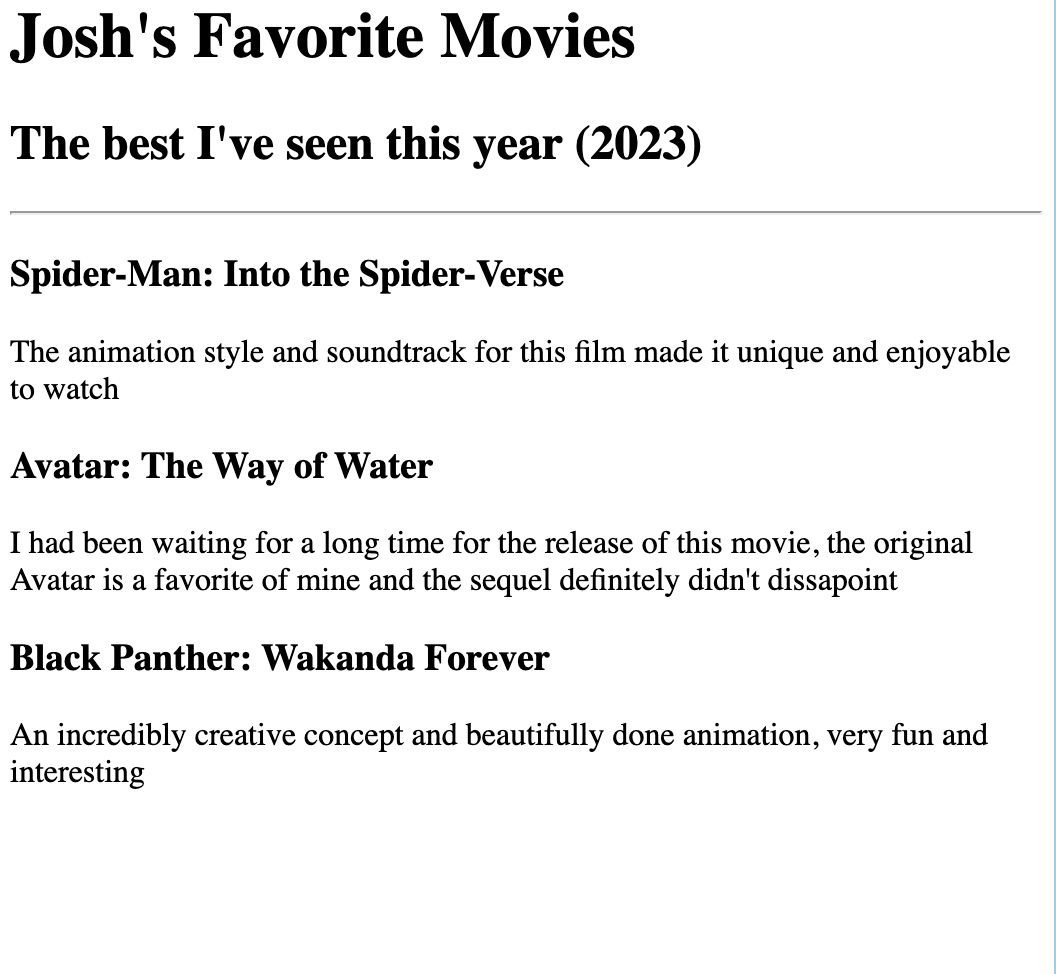 Josh's Favorite Movies
The best I've seen this year (2023)
Spider-Man: Into the Spider-Verse
The animation style and soundtrack for this film made it unique and enjoyable
to watch
Avatar: The Way of Water
I had been waiting for a long time for the release of this movie, the original
Avatar is a favorite of mine and the sequel definitely didn't dissapoint
Black Panther: Wakanda Forever
An incredibly creative concept and beautifully done animation, very fun and
interesting